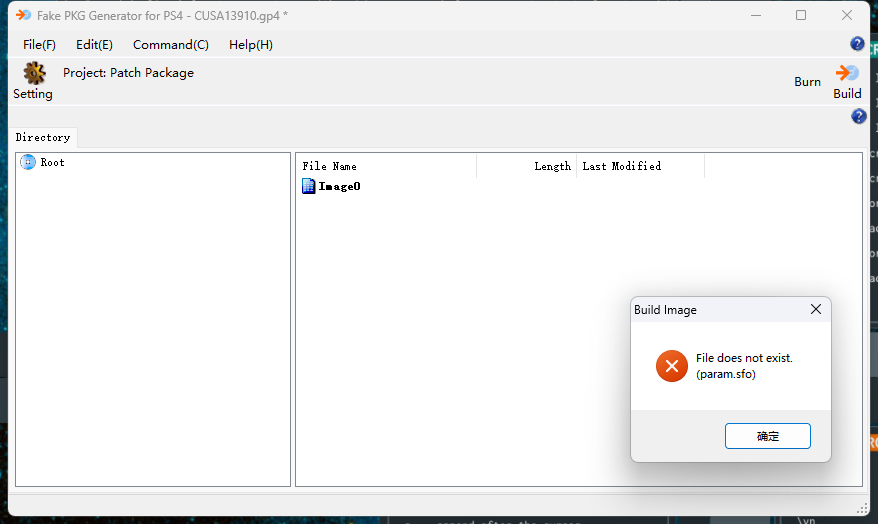 Fake PKG Generator for PS4 - CUSA13910.gp4 *
File(F) Edit(E) Command(C) Help(H)
Setting
Project: Patch Package
Burn
Build
Directory
Root
File Name Length Last Modified
Image0
Build Image
File does not exist.
(param.sfo)
确定